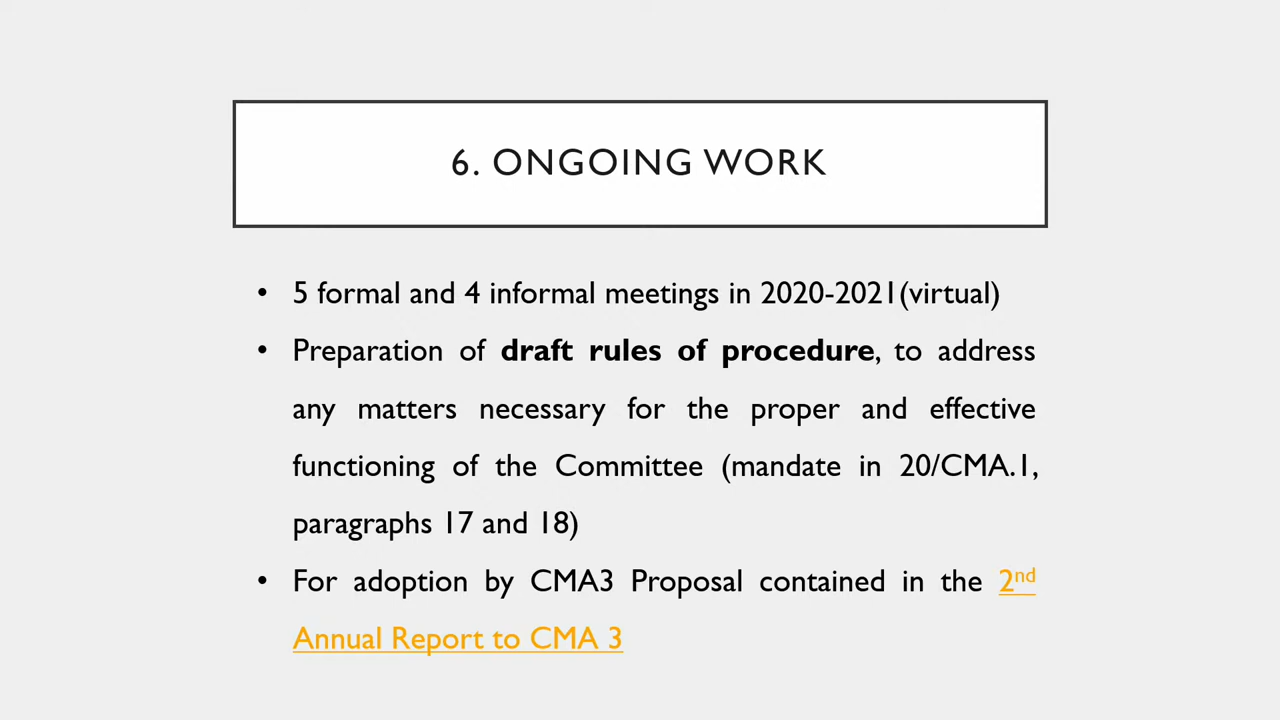 6. ONGOING WORK
• 5 formal and 4 informal meetings in 2020-2021(virtual)
• Preparation of draft rules of procedure, to address
any matters necessary for the proper and effective
functioning of the Committee (mandate in 20/CMA.1,
paragraphs 17 and 18)
• For adoption by CMA3 Proposal contained in the 2nd
Annual Report to CMA 3